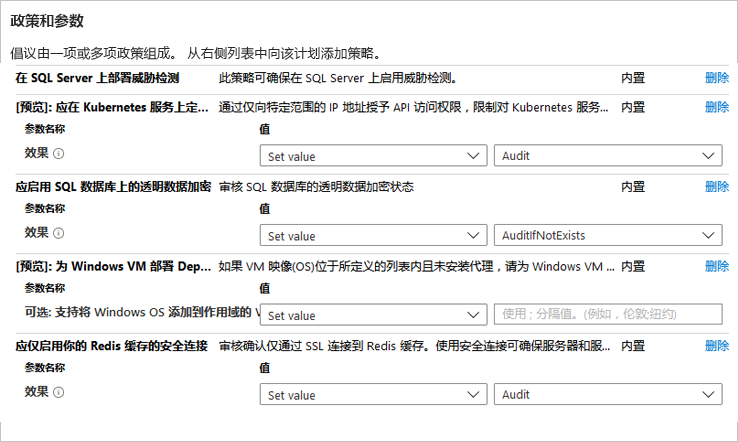 政策和参数
倡议由一项或多项政策组成。 从右侧列表中向该计划添加策略。
在 SQL Server 上部署威胁检测 此策略可确保在 SQL Server 上启用威胁检测。 内置 删除
[预览]: 应在 Kubernetes 服务上定... 通过仅向特定范围的 IP 地址授予 API 访问权限，限制对 Kubernetes 服务... 内置 删除
参数名称 值
效果 Set value Audit
应启用 SQL 数据库上的透明数据加密 审核 SQL 数据库的透明数据加密状态 内置 删除
参数名称 值
效果 Set value AuditIfNotExists
[预览]: 为 Windows VM 部署 Dep... 如果 VM 映像(OS)位于所定义的列表内且未安装代理，请为 Windows VM ... 内置 删除
参数名称 值
可选: 支持将 Windows OS 添加到作用域的 V Set value 使用 ; 分隔值。(例如，伦敦;纽约)
应仅启用你的 Redis 缓存的安全连接 审核确认仅通过 SSL 连接到 Redis 缓存。使用安全连接可确保服务器和服... 内置 删除
参数名称 值
效果 Set value Audit